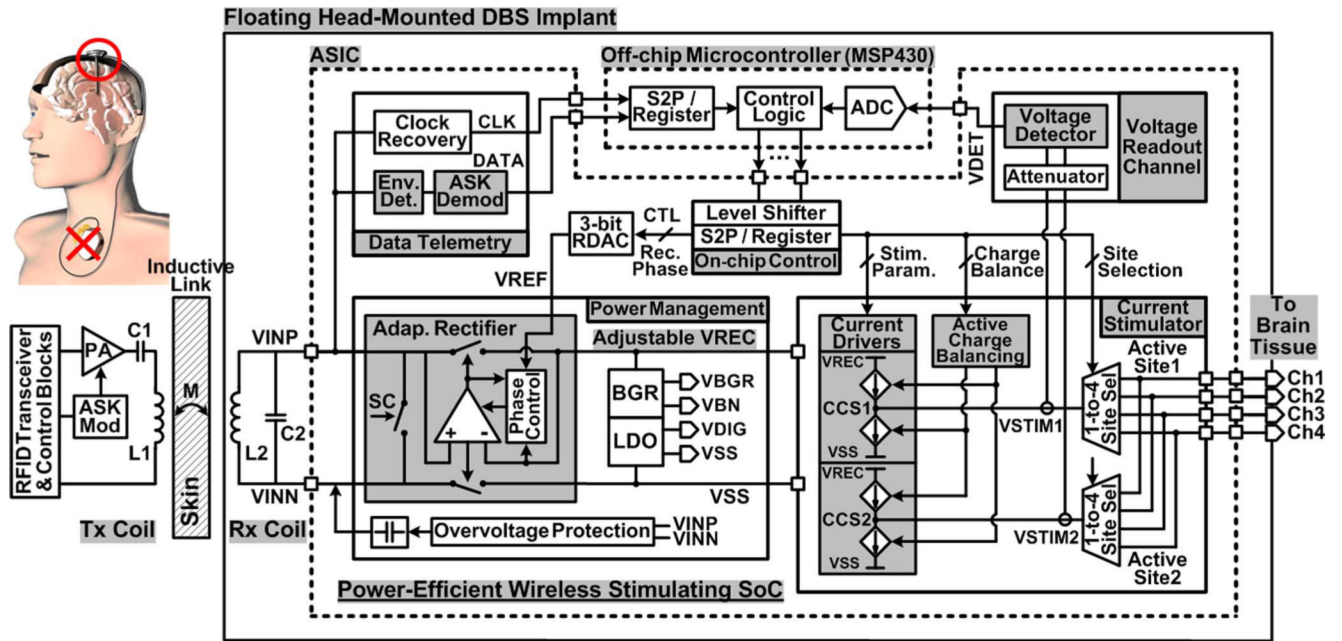 Floating Head-Mounted DBS Implant
ASIC
Off-chip Microcontroller (MSP430)
Clock
Recovery
CLK
DATA
Env.
Det.
ASK
Demod
Data Telemetry
S2P /
Register
Control
Logic
ADC
...
VDET
Voltage
Detector
Attenuator
Voltage
Readout
Channel
3-bit
RDAC
CTL
Rec.
Phase
Level Shifter
S2P / Register
On-chip Control
Stim.
Param.
Charge
Balance
Site
Selection
VREF
Inductive
Link
RFID Transceiver
& Control Blocks
PA
C1
ASK
Mod
L1
M
Skin
Tx Coil
VINP
L2
C2
VINN
Rx Coil
Power Management
Adap. Rectifier
SC
+ -
Phase
Control
Adjustable VREC
BGR
LDO
VBGR
VBN
VDIG
VSS
VSS
Overvoltage Protection
VINP
VINN
Power-Efficient Wireless Stimulating SoC
Current
Drivers
VREC
CCS1
VSS
VREC
CCS2
VSS
Active
Charge
Balancing
VSTIM1
VSTIM2
Current
Stimulator
Active
Site1
1-to-4
Site Sel
1-to-4
Site Sel
Active
Site2
To
Brain
Tissue
Ch1
Ch2
Ch3
Ch4